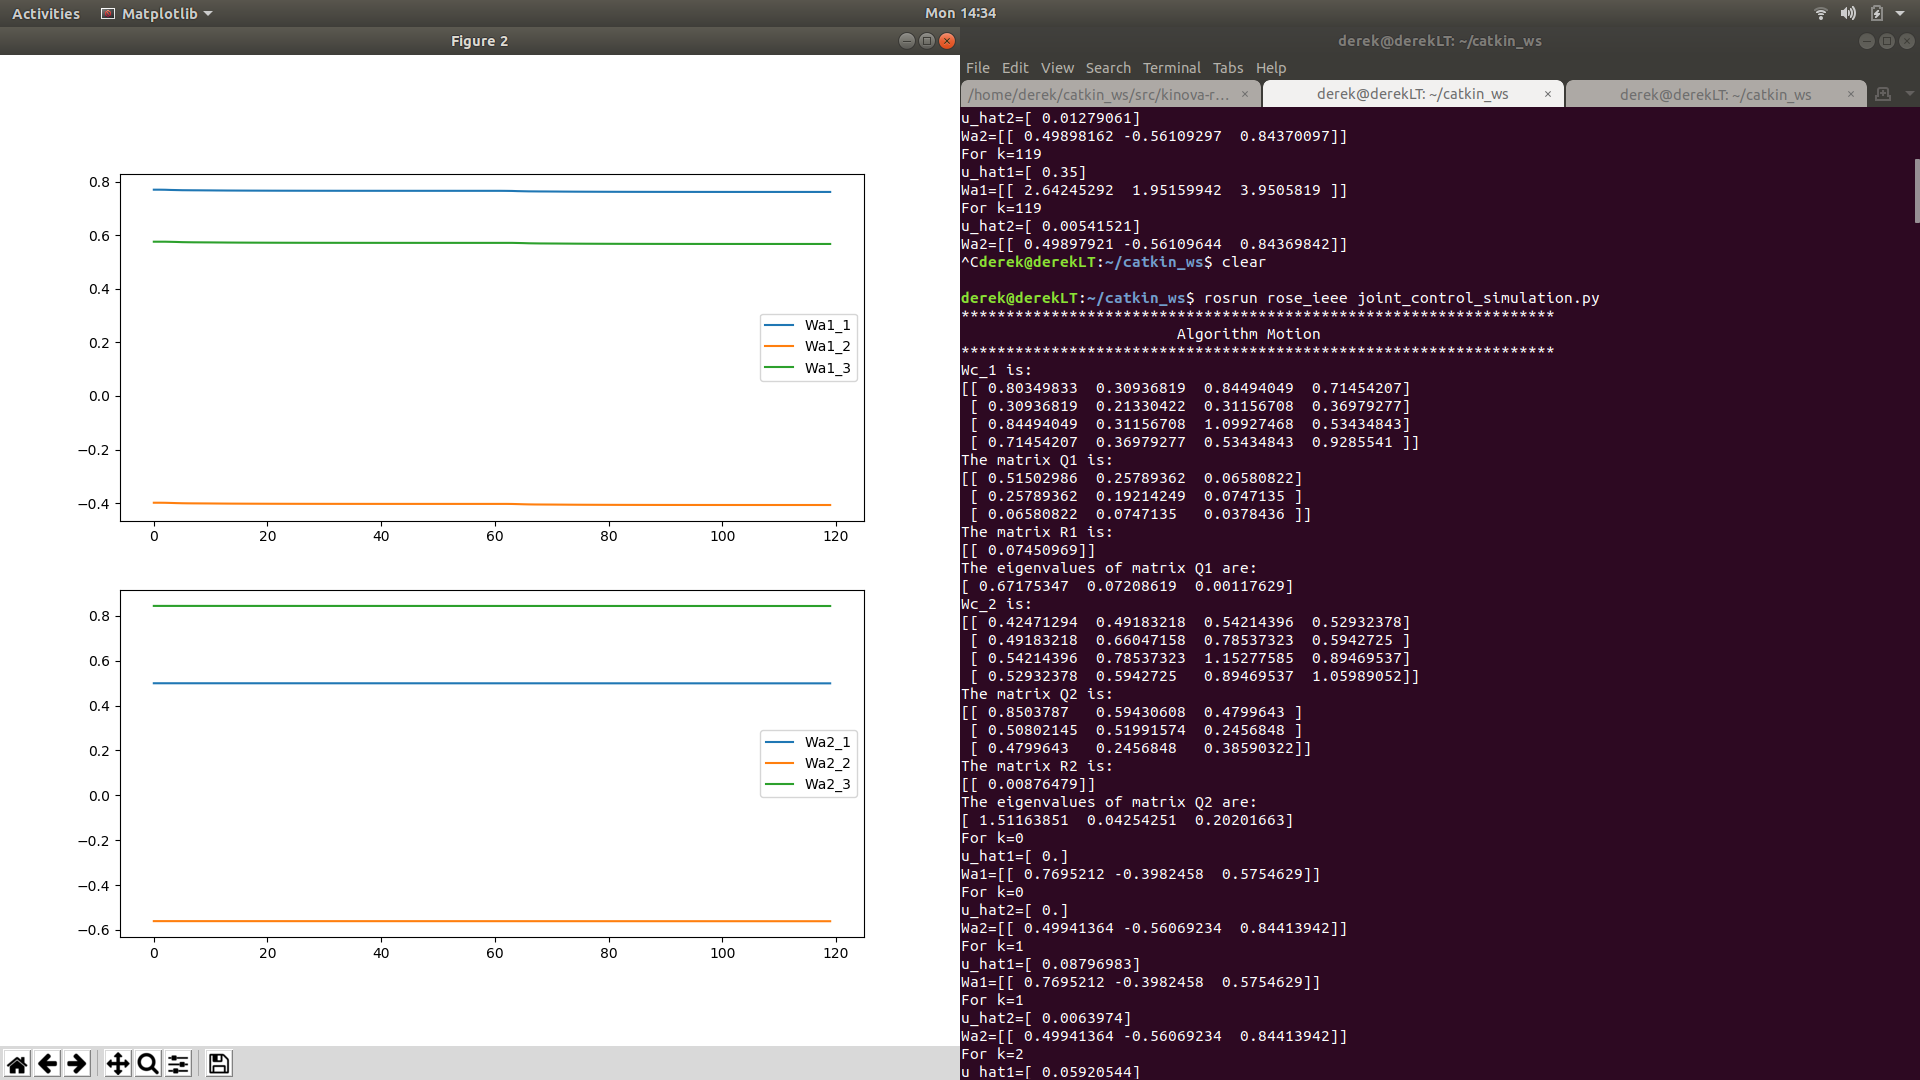 Activities Matplotlib Mon 14:34
Figure 2
0.8
0.6
0.4
0.2
0.0
−0.2
−0.4
Wa1_1
Wa1_2
Wa1_3
0 20 40 60 80 100 120
0.8
0.6
0.4
0.2
0.0
−0.2
−0.4
−0.6
Wa2_1
Wa2_2
Wa2_3
0 20 40 60 80 100 120
derek@derekLT: ~/catkin_ws
File Edit View Search Terminal Tabs Help
/home/derek/catkin_ws/src/kinova-r... × derek@derekLT: ~/catkin_ws × derek@derekLT: ~/catkin_ws ×
u_hat2=[ 0.01279061]
Wa2=[[ 0.49898162 -0.56109297  0.84370097]]
For k=119
u_hat1=[ 0.35]
Wa1=[[ 2.64245292  1.95159942  3.9505819 ]]
For k=119
u_hat2=[ 0.00541521]
Wa2=[[ 0.49897921 -0.56109644  0.84369842]]
^Cderek@derekLT:~/catkin_ws$ clear
derek@derekLT:~/catkin_ws$ rosrun rose_ieee joint_control_simulation.py
******************************************************************
Algorithm Motion
******************************************************************
Wc_1 is:
[[ 0.80349833  0.30936819  0.84494049  0.71454207]
[ 0.30936819  0.21330422  0.31156708  0.36979277]
[ 0.84494049  0.31156708  1.09927468  0.53434843]
[ 0.71454207  0.36979277  0.53434843  0.9285541 ]]
The matrix Q1 is:
[[ 0.51502986  0.25789362  0.06580822]
[ 0.25789362  0.19214249  0.0747135 ]
[ 0.06580822  0.0747135   0.0378436 ]]
The matrix R1 is:
[[ 0.07450969]]
The eigenvalues of matrix Q1 are:
[ 0.67175347  0.07208619  0.00117629]
Wc_2 is:
[[ 0.42471294  0.49183218  0.54214396  0.52932378]
[ 0.49183218  0.66047158  0.78537323  0.5942725 ]
[ 0.54214396  0.78537323  1.15277585  0.89469537]
[ 0.52932378  0.5942725   0.89469537  1.05989052]]
The matrix Q2 is:
[[ 0.8503787   0.59430608  0.4799643 ]
[ 0.50802145  0.51991574  0.2456848 ]
[ 0.4799643   0.2456848   0.38590322]]
The matrix R2 is:
[[ 0.00876479]]
The eigenvalues of matrix Q2 are:
[ 1.51163851  0.04254251  0.20201663]
For k=0
u_hat1=[ 0.]
Wa1=[[ 0.7695212 -0.3982458  0.5754629]]
For k=0
u_hat2=[ 0.]
Wa2=[[ 0.49941364 -0.56069234  0.84413942]]
For k=1
u_hat1=[ 0.08796983]
Wa1=[[ 0.7695212 -0.3982458  0.5754629]]
For k=1
u_hat2=[ 0.0063974]
Wa2=[[ 0.49941364 -0.56069234  0.84413942]]
For k=2
u_hat1=[ 0.05920544]